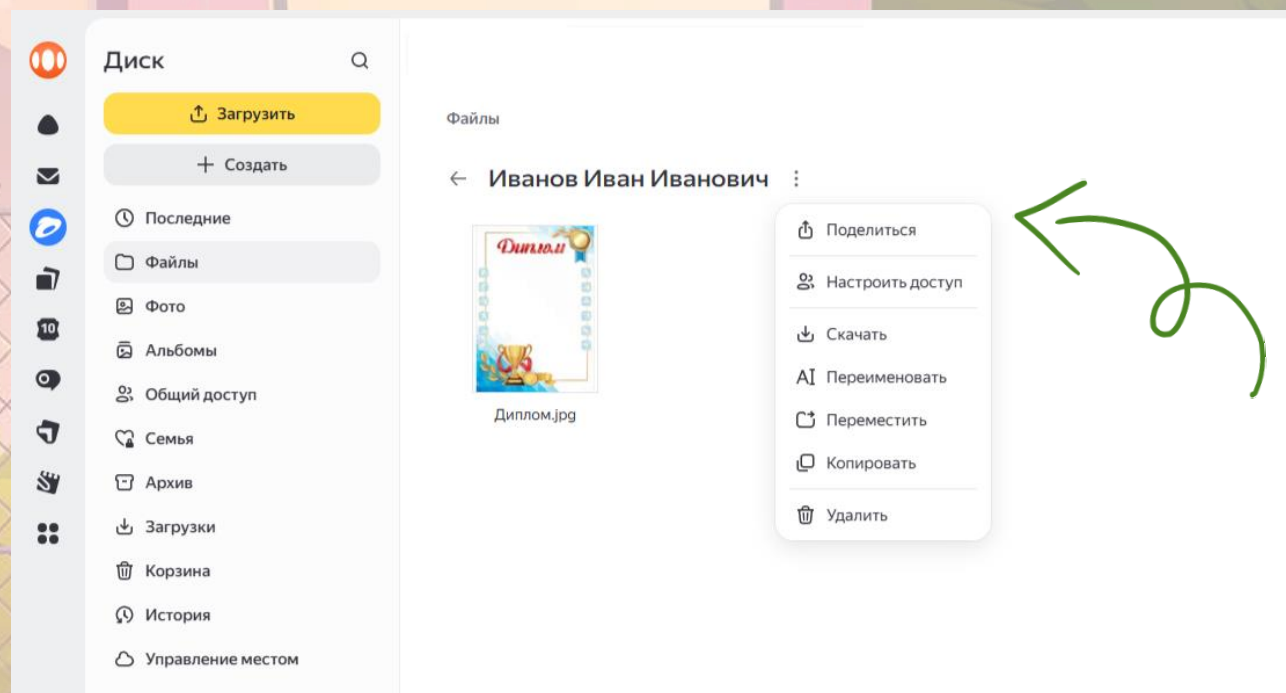 Диск
Загрузить
Создать
Последние
Файлы
Фото
Альбомы
Общий доступ
Семья
Архив
Загрузки
Корзина
История
Управление местом
10
Файлы
Иванов Иван Иванович
Диплом
Диплом.jpg
Поделиться
Настроить доступ
Скачать
Переименовать
Переместить
Копировать
Удалить